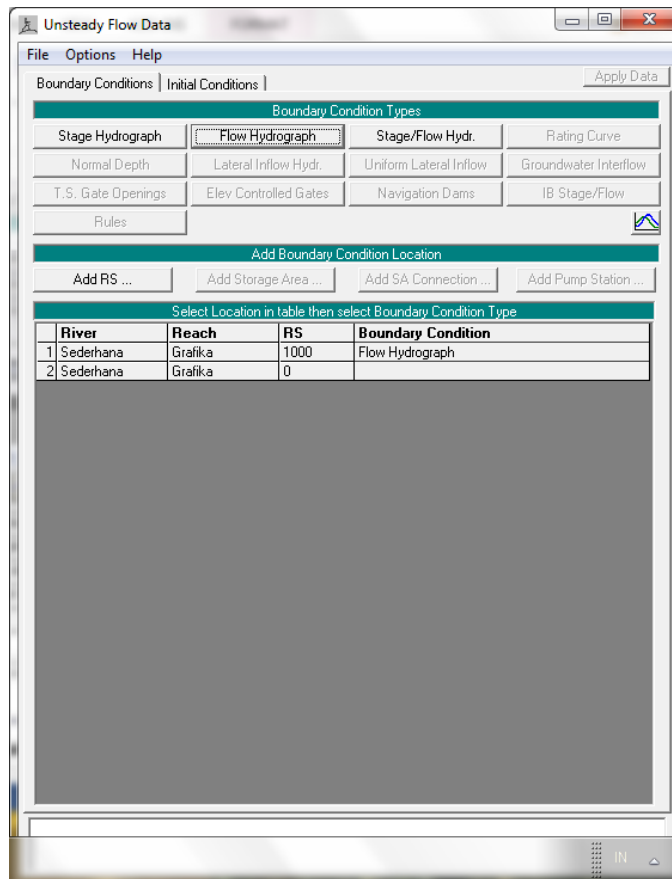 Unsteady Flow Data
File Options Help
Boundary Conditions Initial Conditions Apply Data
Boundary Condition Types
Stage Hydrograph Flow Hydrograph Stage/Flow Hydr. Rating Curve
Normal Depth Lateral Inflow Hydr. Uniform Lateral Inflow Groundwater Interflow
T.S. Gate Openings Elev Controlled Gates Navigation Dams IB Stage/Flow
Rules
Add Boundary Condition Location
Add RS ... Add Storage Area ... Add SA Connection ... Add Pump Station ...
Select Location in table then select Boundary Condition Type
River Reach RS Boundary Condition
1 Sederhana Grafika 1000 Flow Hydrograph
2 Sederhana Grafika 0
IN